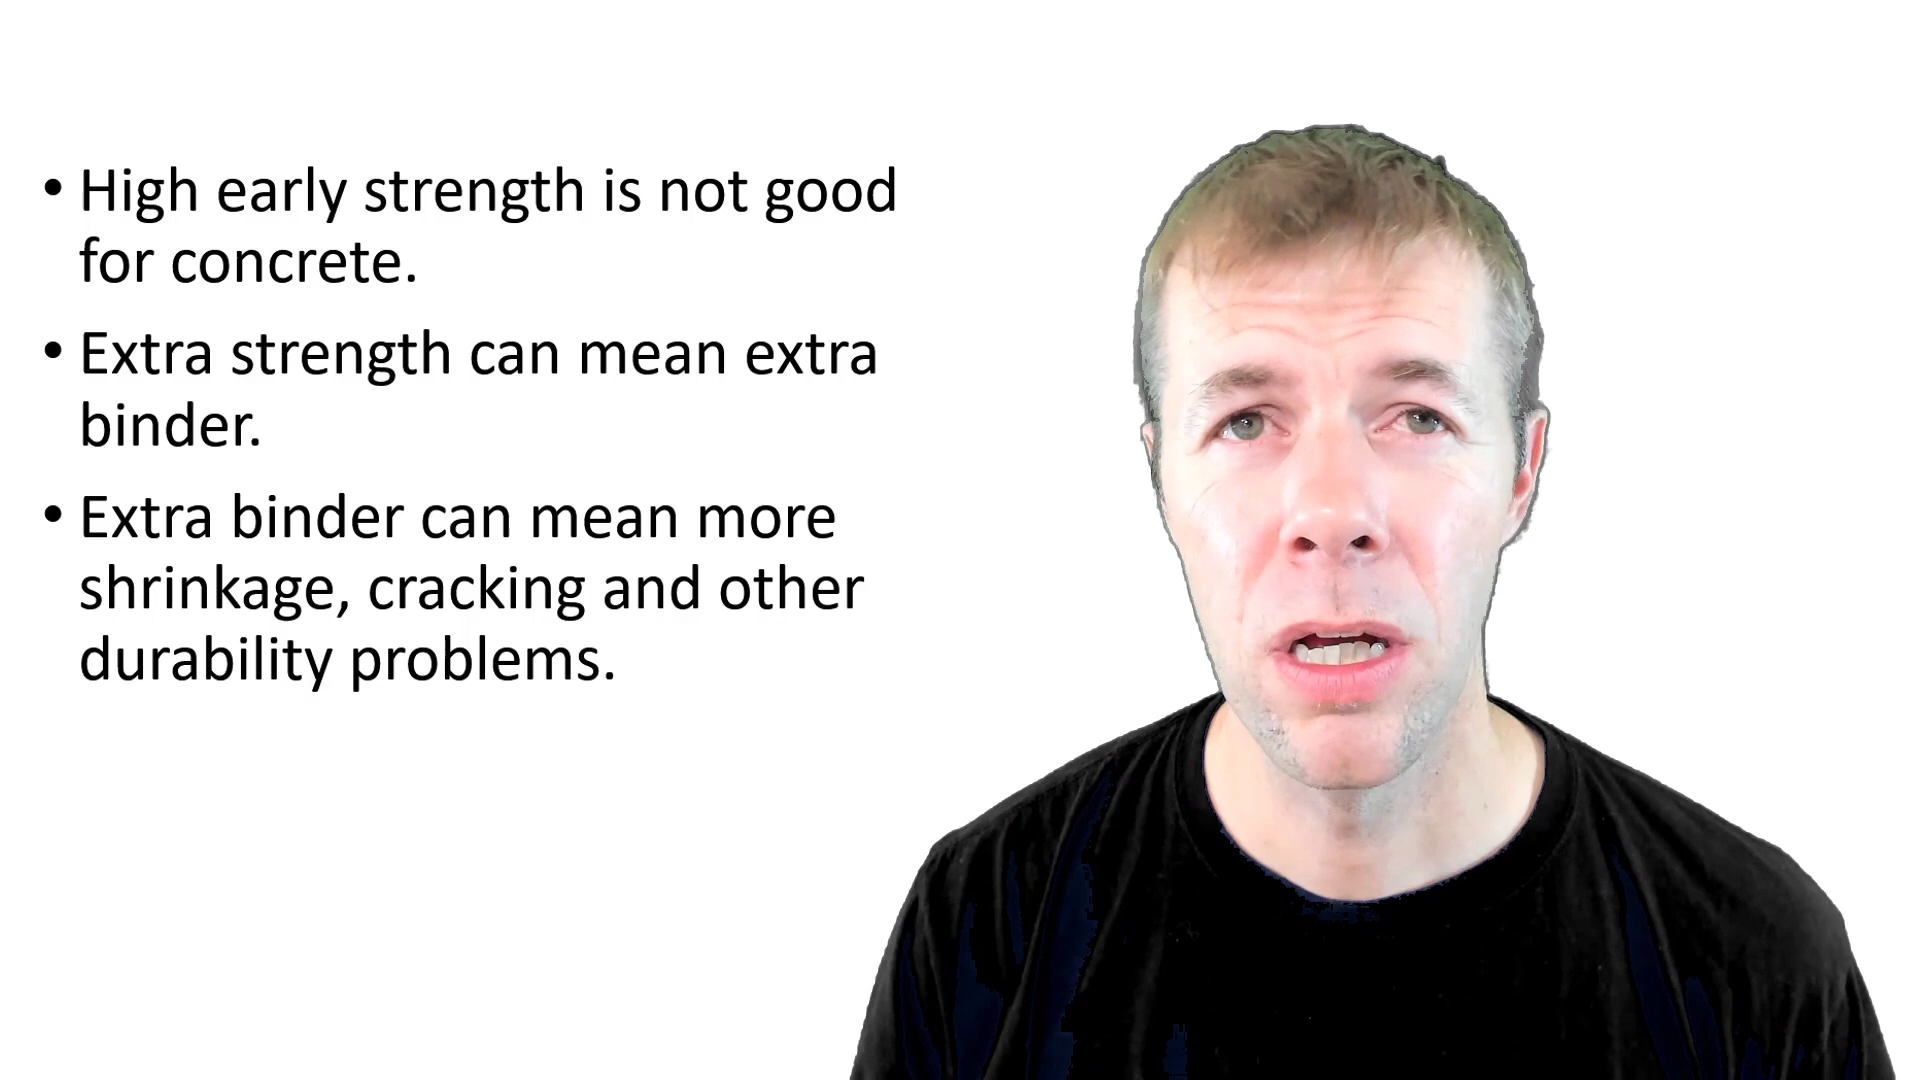 • High early strength is not good
for concrete.
• Extra strength can mean extra
binder.
• Extra binder can mean more
shrinkage, cracking and other
durability problems.